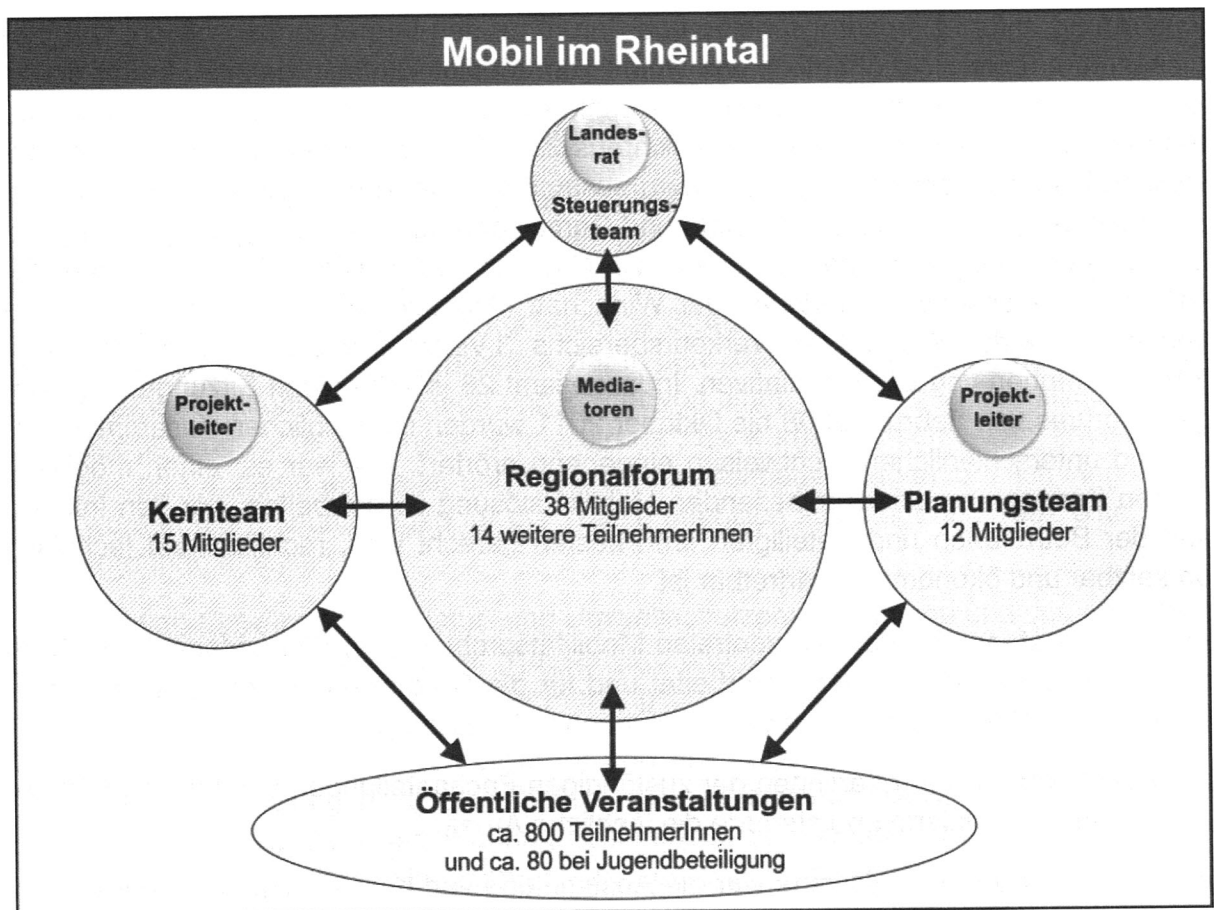 Mobil im Rheintal
Landes-
rat
Steuerungs-
team
Projekt-
leiter
Kernteam
15 Mitglieder
Media-
toren
Regionalforum
38 Mitglieder
14 weitere TeilnehmerInnen
Projekt-
leiter
Planungsteam
12 Mitglieder
Öffentliche Veranstaltungen
ca. 800 TeilnehmerInnen
und ca. 80 bei Jugendbeteiligung